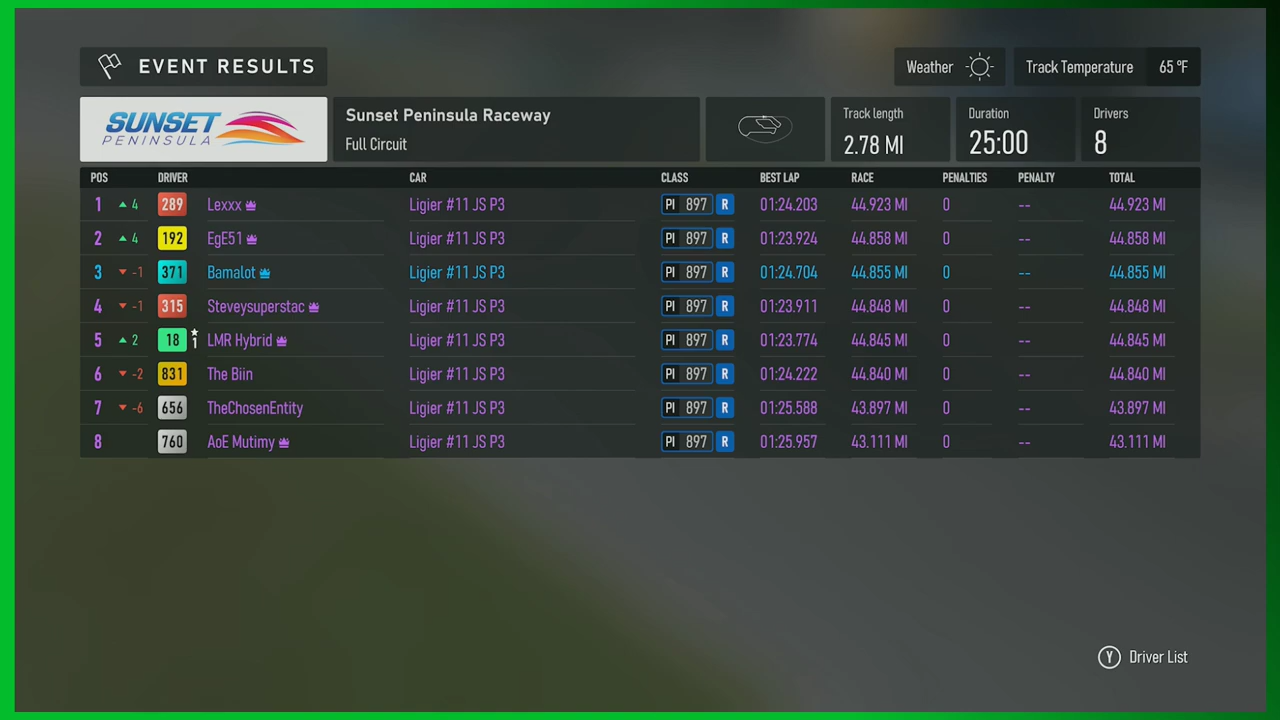 EVENT RESULTS
Weather
Track Temperature 65 °F
SUNSET
PENINSULA
Sunset Peninsula Raceway
Full Circuit
Track length
2.78 MI
Duration
25:00
Drivers
8
POS DRIVER CAR CLASS BEST LAP RACE PENALTIES PENALTY TOTAL
1 ▲ 4 289 Lexxx Ligier #11 JS P3 PI 897 R 01:24.203 44.923 MI 0 -- 44.923 MI
2 ▲ 4 192 EgE51 Ligier #11 JS P3 PI 897 R 01:23.924 44.858 MI 0 -- 44.858 MI
3 ▼ -1 371 Bamalot Ligier #11 JS P3 PI 897 R 01:24.704 44.855 MI 0 -- 44.855 MI
4 ▼ -1 315 Steveysuperstac Ligier #11 JS P3 PI 897 R 01:23.911 44.848 MI 0 -- 44.848 MI
5 ▲ 2 18 1 LMR Hybrid Ligier #11 JS P3 PI 897 R 01:23.774 44.845 MI 0 -- 44.845 MI
6 ▼ -2 831 The Biin Ligier #11 JS P3 PI 897 R 01:24.222 44.840 MI 0 -- 44.840 MI
7 ▼ -6 656 TheChosenEntity Ligier #11 JS P3 PI 897 R 01:25.588 43.897 MI 0 -- 43.897 MI
8 760 AoE Mutimy Ligier #11 JS P3 PI 897 R 01:25.957 43.111 MI 0 -- 43.111 MI
Y Driver List